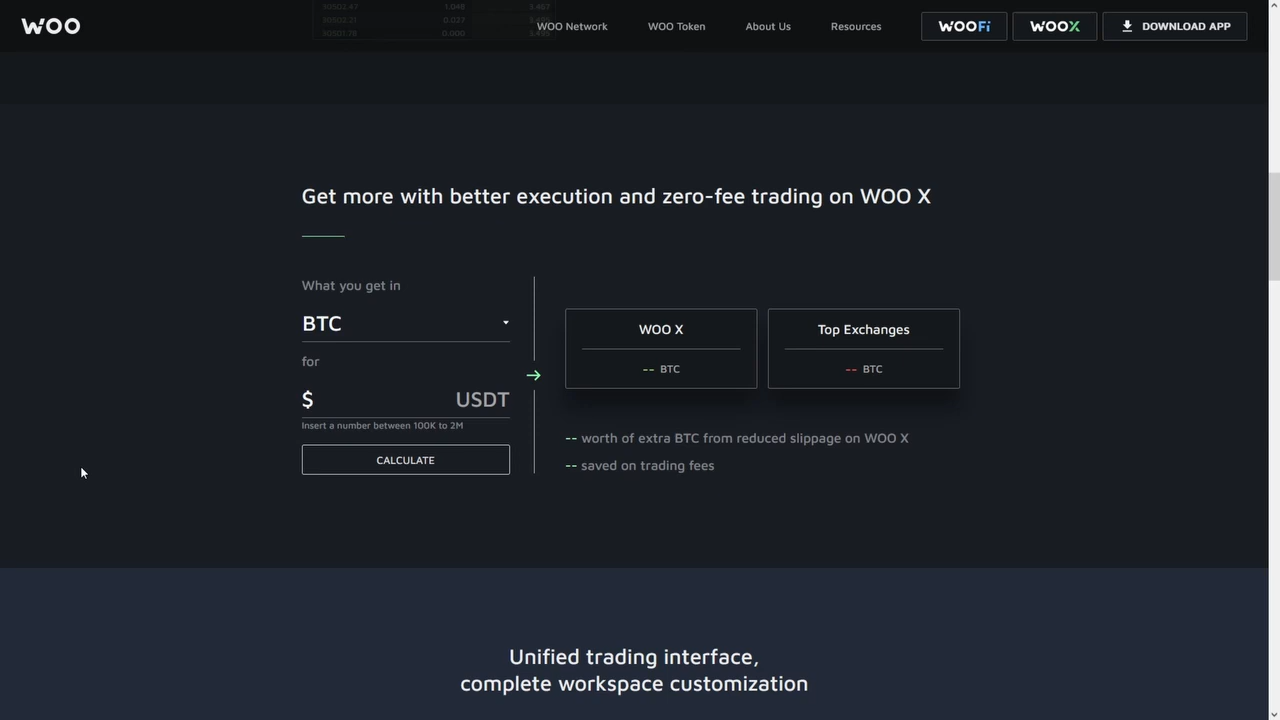 WOO
WOO Network
WOO Token
About Us
Resources
WOOFi
WOOX
DOWNLOAD APP
Get more with better execution and zero-fee trading on WOO X
What you get in
BTC
for
$ USDT
Insert a number between 100K to 2M
CALCULATE
WOO X
-- BTC
Top Exchanges
-- BTC
-- worth of extra BTC from reduced slippage on WOO X
-- saved on trading fees
Unified trading interface,
complete workspace customization